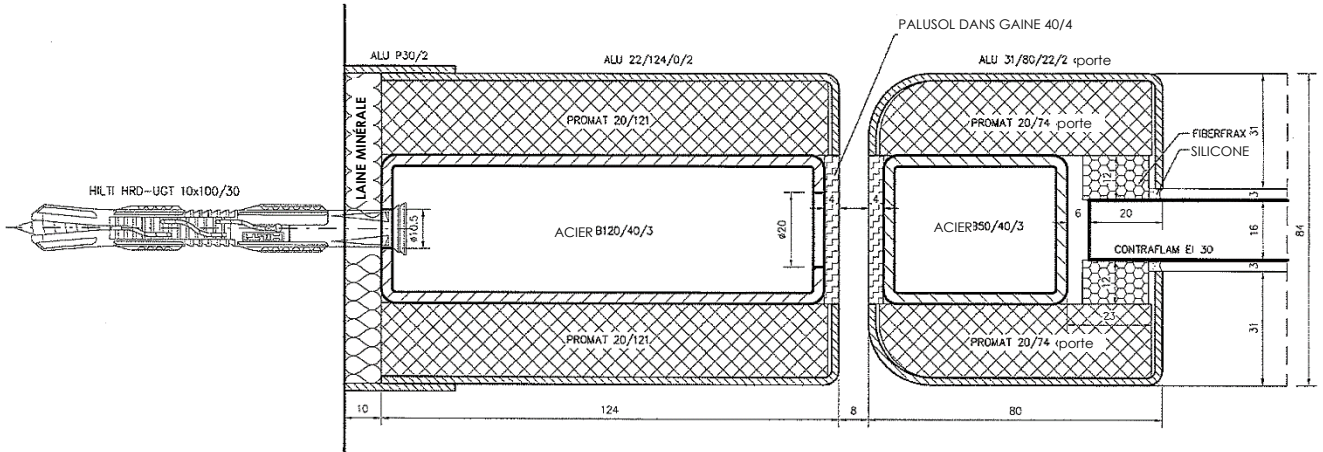 PALUSOL DANS GAINE 40/4
ALU P30/2
ALU 22/124/0/2
ALU 31/80/22/2 porte
LAINE MINÉRALE
PROMAT 20/121
PROMAT 20/74 porte
FIBERFRAX
SILICONE
31
HILTI HRD-UGT 10x100/30
ø10.5
ACIER B120/40/3
ø20
4
4
ACIER B50/40/3
6
12
20
3
16
84
CONTRAFLAM EI 30
3
12
23
31
PROMAT 20/121
PROMAT 20/74 porte
10
124
8
80